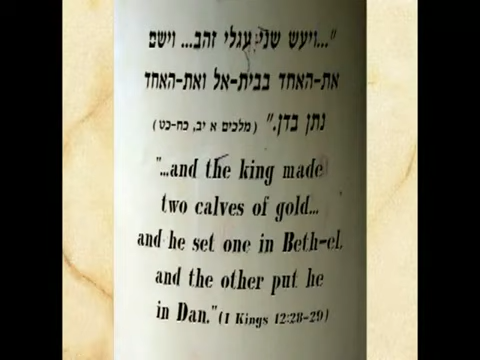 "...ויעש שני עגלי זהב... וישם
את-האחד בבית-אל ואת-האחד
נתן בדן." (מלכים א יב, כח-כט)
"...and the king made
two calves of gold...
and he set one in Beth-el,
and the other put he
in Dan." (1 Kings 12:28-29)